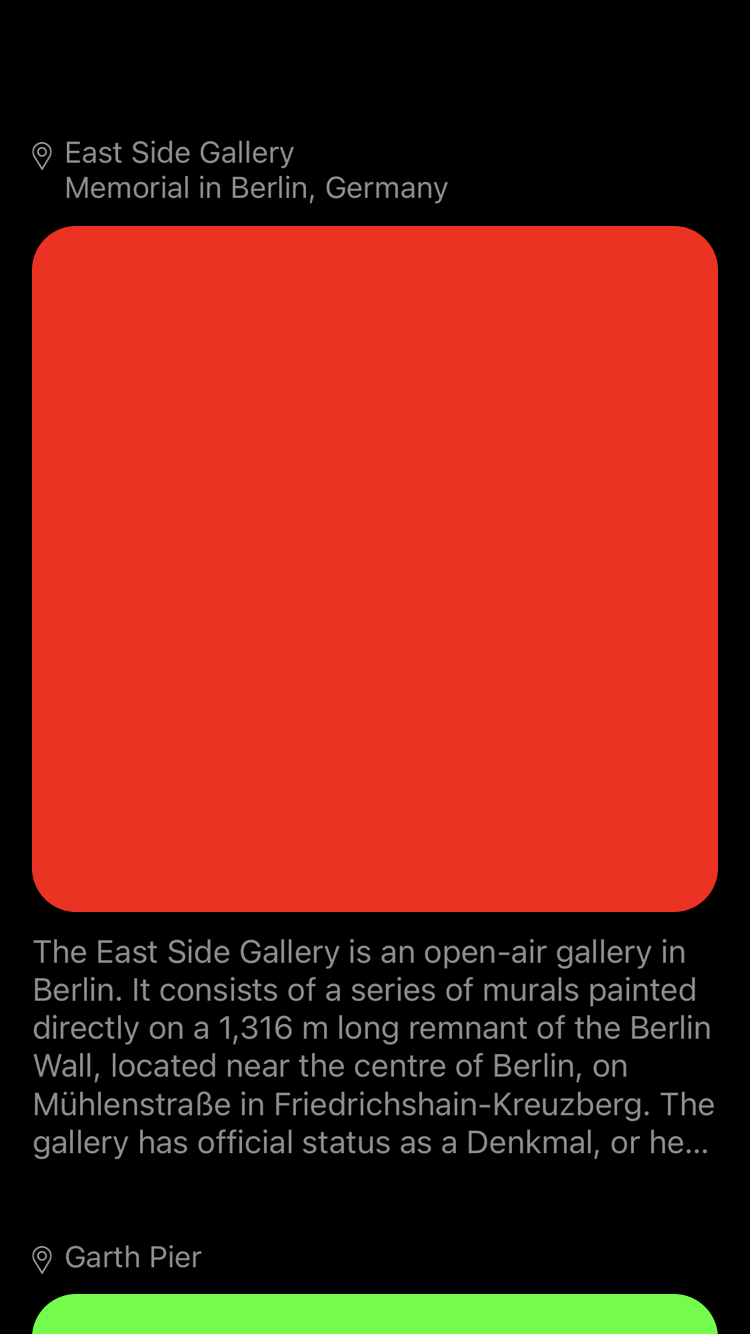 East Side Gallery
Memorial in Berlin, Germany
The East Side Gallery is an open-air gallery in
Berlin. It consists of a series of murals painted
directly on a 1,316 m long remnant of the Berlin
Wall, located near the centre of Berlin, on
Mühlenstraße in Friedrichshain-Kreuzberg. The
gallery has official status as a Denkmal, or he...
Garth Pier